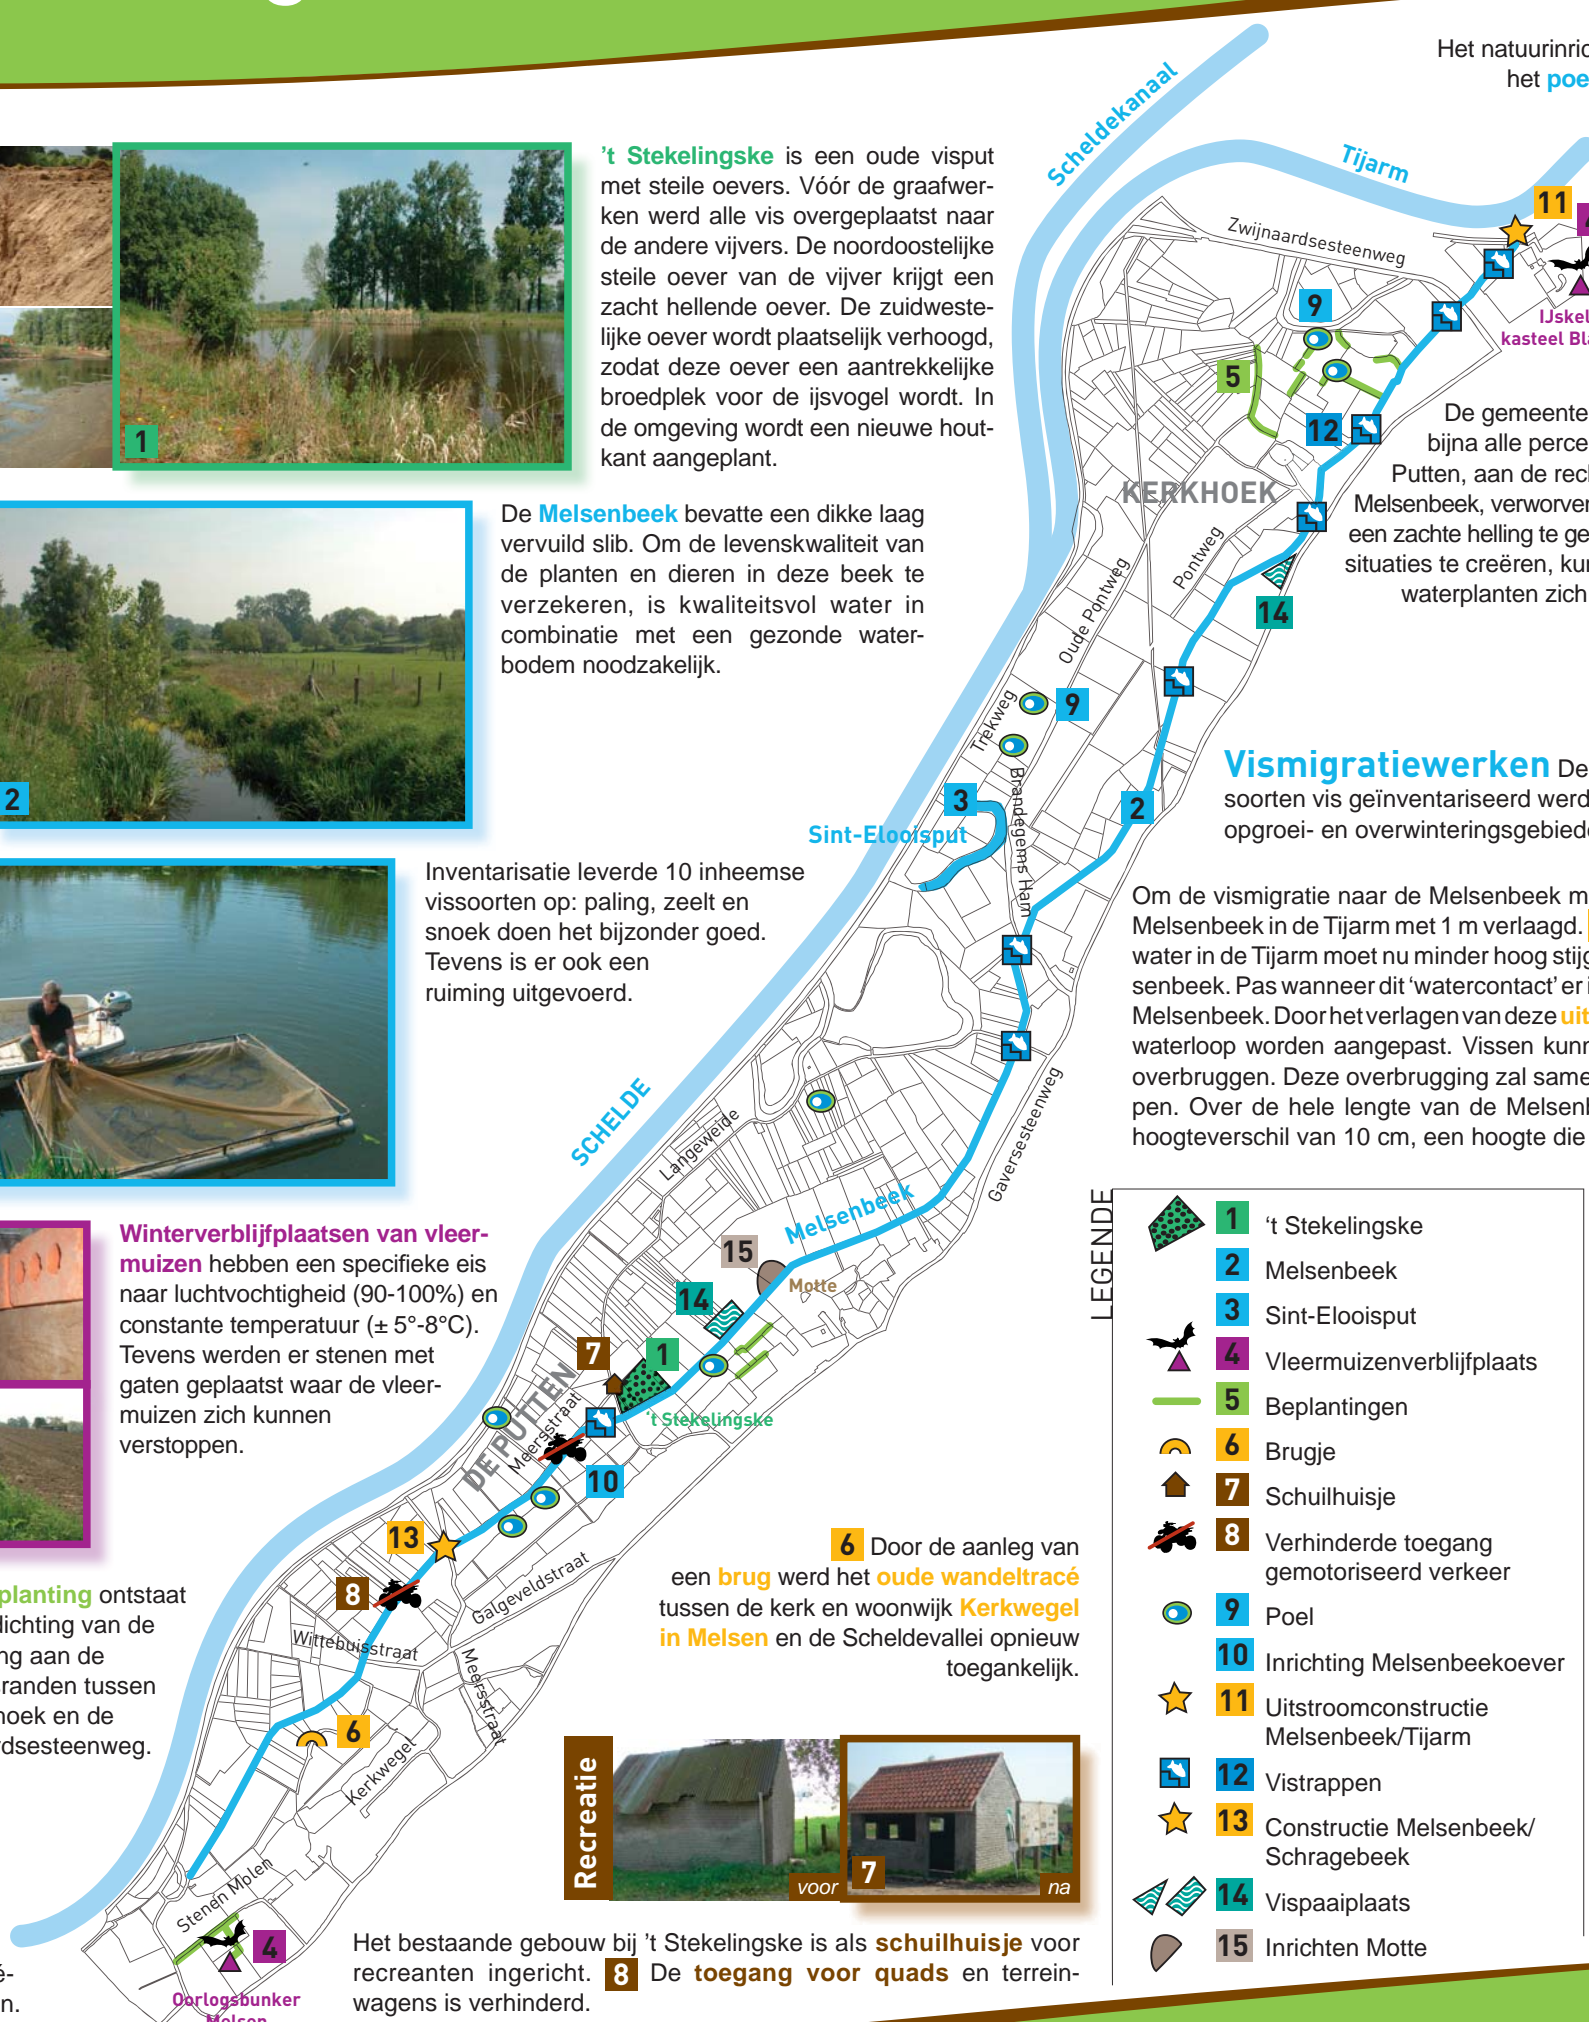 Het natuurinric
het poe
’t Stekelingske is een oude visput
met steile oevers. Vóór de graafwer-
ken werd alle vis overgeplaatst naar
de andere vijvers. De noordoostelijke
steile oever van de vijver krijgt een
zacht hellende oever. De zuidweste-
lijke oever wordt plaatselijk verhoogd,
zodat deze oever een aantrekkelijke
broedplek voor de ijsvogel wordt. In
de omgeving wordt een nieuwe hout-
kant aangeplant.
1
De Melsenbeek bevatte een dikke laag
vervuild slib. Om de levenskwaliteit van
de planten en dieren in deze beek te
verzekeren, is kwaliteitsvol water in
combinatie met een gezonde water-
bodem noodzakelijk.
2
Inventarisatie leverde 10 inheemse
vissoorten op: paling, zeelt en
snoek doen het bijzonder goed.
Tevens is er ook een
ruiming uitgevoerd.
Winterverblijfplaatsen van vleer-
muizen hebben een specifieke eis
naar luchtvochtigheid (90-100%) en
constante temperatuur (± 5°-8°C).
Tevens werden er stenen met
gaten geplaatst waar de vleer-
muizen zich kunnen
verstoppen.
planting ontstaat
dichting van de
ng aan de
randen tussen
hoek en de
rdsesteenweg.
é-
n.
Scheldekanaal
Tijarm
Zwijnaardsesteenweg
11
4
IJskel
kasteel Bla
9
5
12
KERKHOEK
Pontweg
Oude Pontweg
14
Trekweg
9
Brandegems Ham
3
Sint-Elooisput
2
SCHELDE
Langeweide
Gaversesteenweg
Melsenbeek
15
Motte
14
7
1
't Stekelingske
DE PUTTEN
Meersstraat
10
13
8
Galgeveldstraat
Wittebuisstraat
Meersstraat
6
Kerkwegel
Stenen Molen
4
Oorlogsbunker
Melsen
De gemeente
bijna alle perce
Putten, aan de rech
Melsenbeek, verworven
een zachte helling te ge
situaties te creëren, kun
waterplanten zich
Vismigratiewerken De
soorten vis geïnventariseerd werd
opgroei- en overwinteringsgebiede
Om de vismigratie naar de Melsenbeek m
Melsenbeek in de Tijarm met 1 m verlaagd.
water in de Tijarm moet nu minder hoog stijg
senbeek. Pas wanneer dit ‘watercontact’ er i
Melsenbeek. Door het verlagen van deze uit
waterloop worden aangepast. Vissen kunn
overbruggen. Deze overbrugging zal same
pen. Over de hele lengte van de Melsenb
hoogteverschil van 10 cm, een hoogte die
6 Door de aanleg van
een brug werd het oude wandeltracé
tussen de kerk en woonwijk Kerkwegel
in Melsen en de Scheldevallei opnieuw
toegankelijk.
Recreatie
voor
7
na
Het bestaande gebouw bij ’t Stekelingske is als schuilhuisje voor
recreanten ingericht. 8 De toegang voor quads en terrein-
wagens is verhinderd.
LEGENDE
1 ‘t Stekelingske
2 Melsenbeek
3 Sint-Elooisput
4 Vleermuizenverblijfplaats
5 Beplantingen
6 Brugje
7 Schuilhuisje
8 Verhinderde toegang
gemotoriseerd verkeer
9 Poel
10 Inrichting Melsenbeekoever
11 Uitstroomconstructie
Melsenbeek/Tijarm
12 Vistrappen
13 Constructie Melsenbeek/
Schragebeek
14 Vispaaiplaats
15 Inrichten Motte